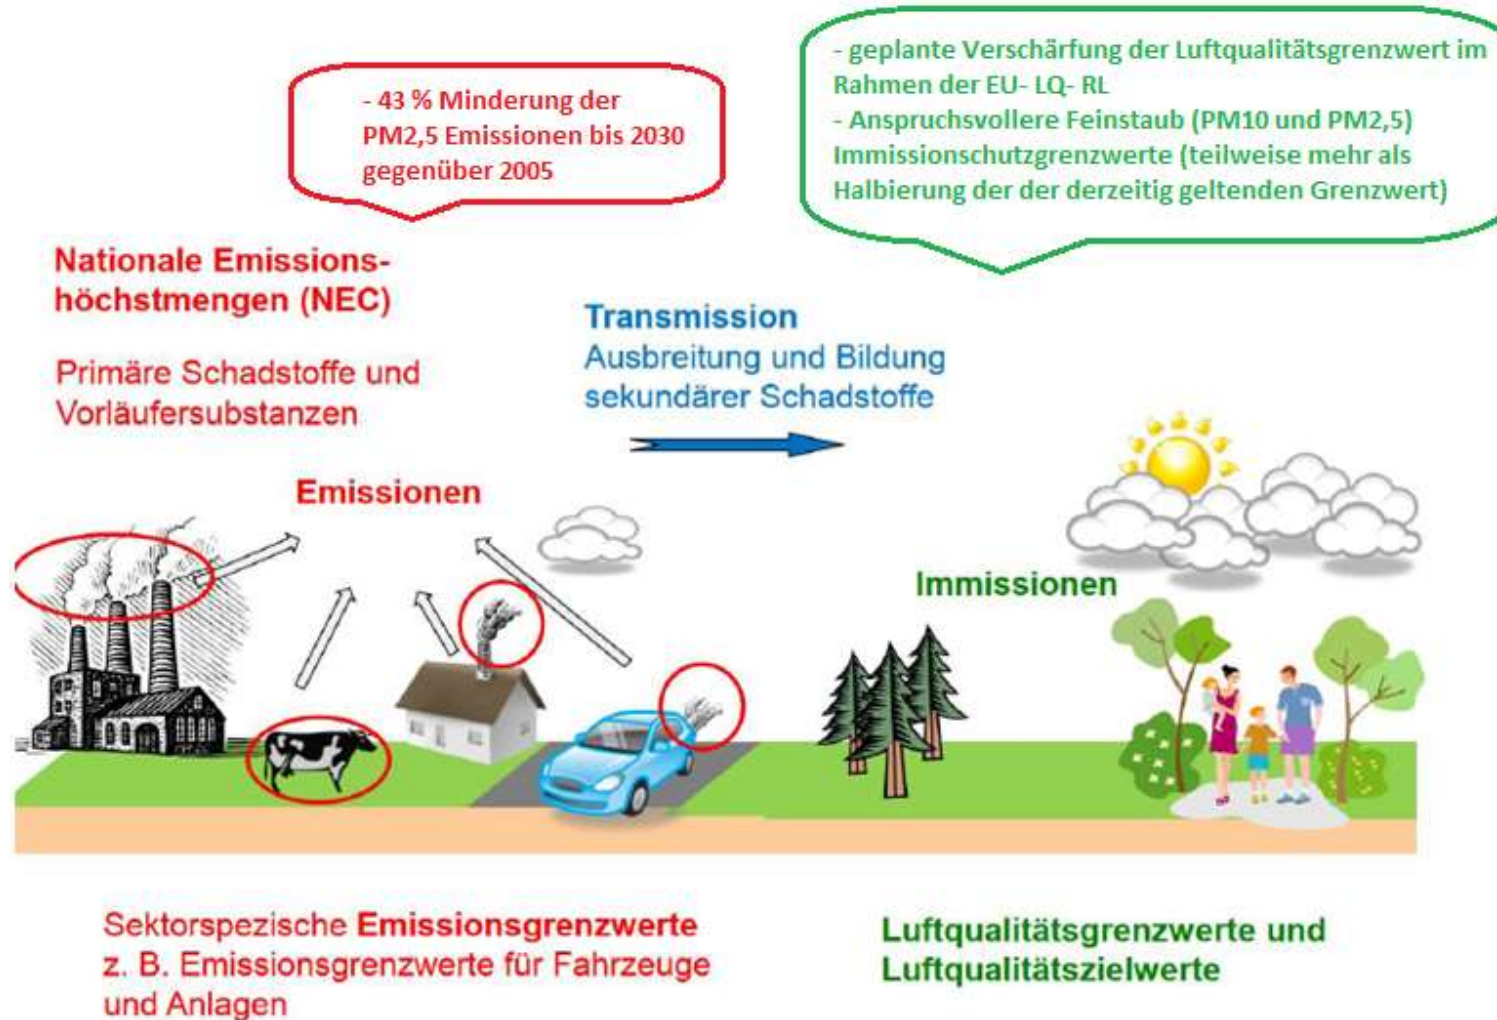 - 43 % Minderung der
PM2,5 Emissionen bis 2030
gegenüber 2005
- geplante Verschärfung der Luftqualitätsgrenzwert im
Rahmen der EU- LQ- RL
- Anspruchsvollere Feinstaub (PM10 und PM2,5)
Immissionschutzgrenzwerte (teilweise mehr als
Halbierung der der derzeitig geltenden Grenzwert)
Nationale Emissions-
höchstmengen (NEC)
Primäre Schadstoffe und
Vorläufersubstanzen
Transmission
Ausbreitung und Bildung
sekundärer Schadstoffe
Emissionen
Immissionen
Sektorspezische Emissionsgrenzwerte
z. B. Emissionsgrenzwerte für Fahrzeuge
und Anlagen
Luftqualitätsgrenzwerte und
Luftqualitätszielwerte